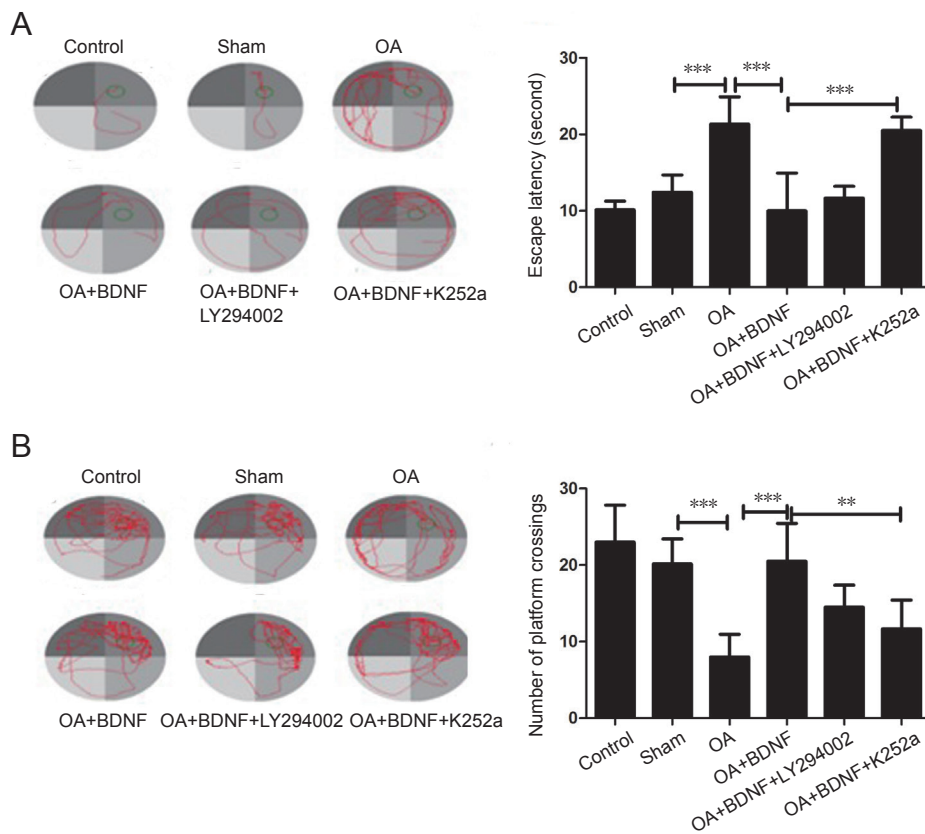 A
Control Sham OA
OA+BDNF OA+BDNF+ OA+BDNF+K252a
LY294002
Escape latency (second)
30
20
10
0
*** *** ***
Control Sham OA OA+BDNF OA+BDNF+LY294002 OA+BDNF+K252a
B
Control Sham OA
OA+BDNF OA+BDNF+LY294002 OA+BDNF+K252a
Number of platform crossings
30
20
10
0
*** *** **
Control Sham OA OA+BDNF OA+BDNF+LY294002 OA+BDNF+K252a